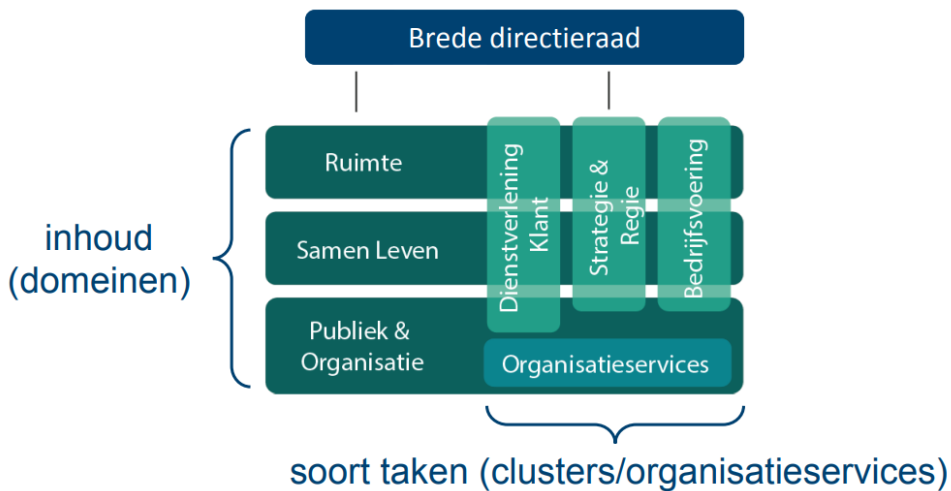 Brede directieraad
Ruimte
Samen Leven
Publiek &
Organisatie
Dienstverlening
Klant
Strategie &
Regie
Bedrijfsvoering
Organisatieservices
inhoud
(domeinen)
soort taken (clusters/organisatieservices)